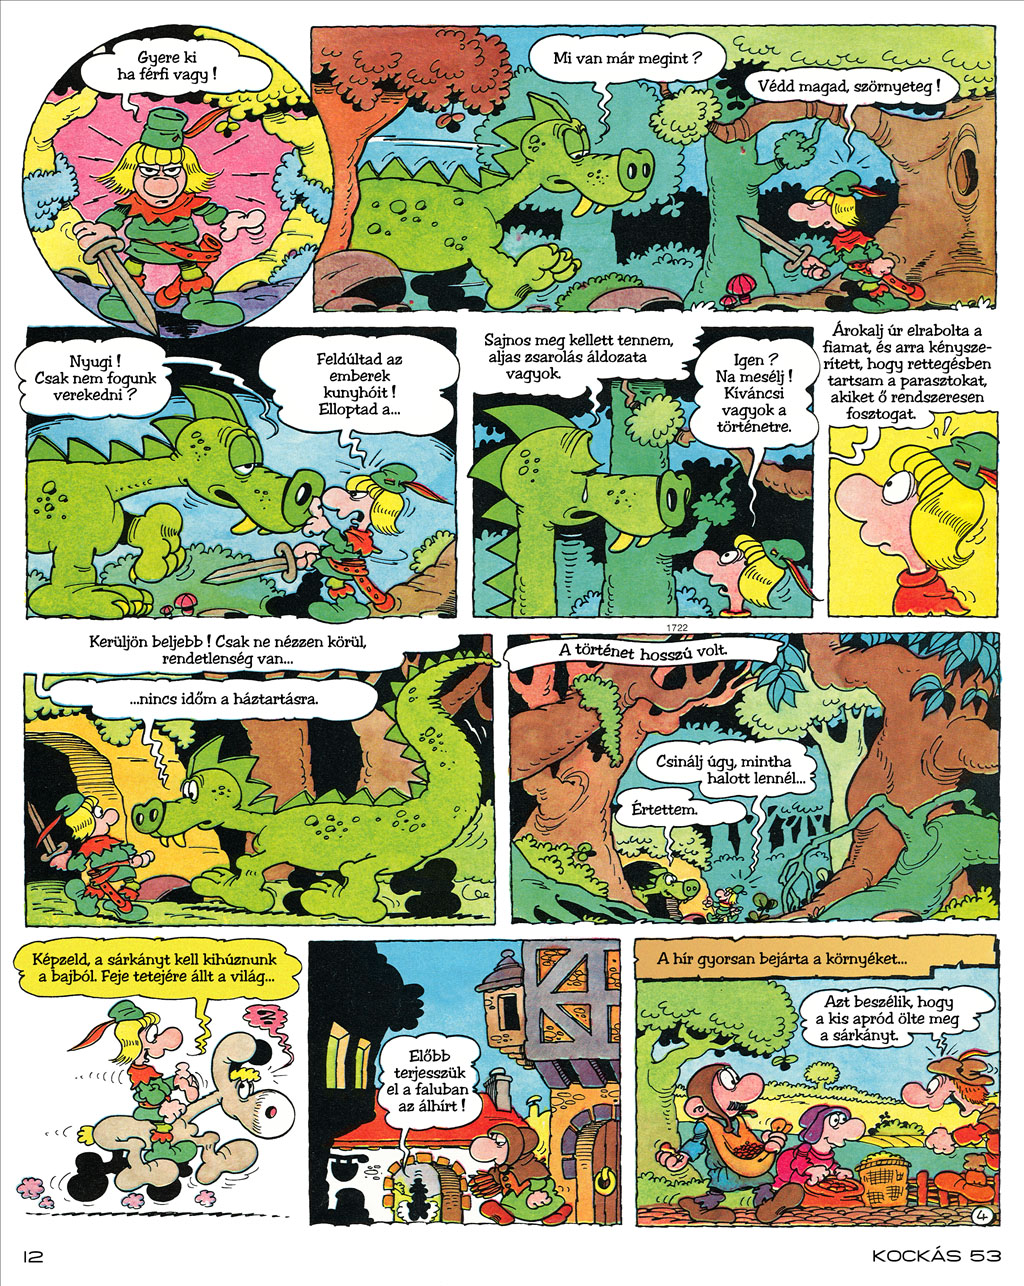 Gyere ki
ha férfi vagy !
Mi van már megint ?
Védd magad, szörnyeteg !
Nyugi !
Csak nem fogunk
verekedni ?
Feldúltad az
emberek
kunyhóit !
Elloptad a...
Sajnos meg kellett tennem,
aljas zsarolás áldozata
vagyok.
Igen ?
Na mesélj !
Kíváncsi
vagyok a
történetre.
Árokalj úr elrabolta a
fiamat, és arra kénysze-
rített, hogy rettegésben
tartsam a parasztokat,
akiket ő rendszeresen
fosztogat.
1722
Kerüljön beljebb ! Csak ne nézzen körül,
rendetlenség van...
...nincs időm a háztartásra.
A történet hosszú volt.
Csinálj úgy, mintha
halott lennél...
Értettem.
Képzeld, a sárkányt kell kihúznunk
a bajból. Feje tetejére állt a világ...
?
Előbb
terjesszük
el a faluban
az álhírt !
A hír gyorsan bejárta a környéket...
Azt beszélik, hogy
a kis apród ölte meg
a sárkányt.
4
12
KOCKÁS 53